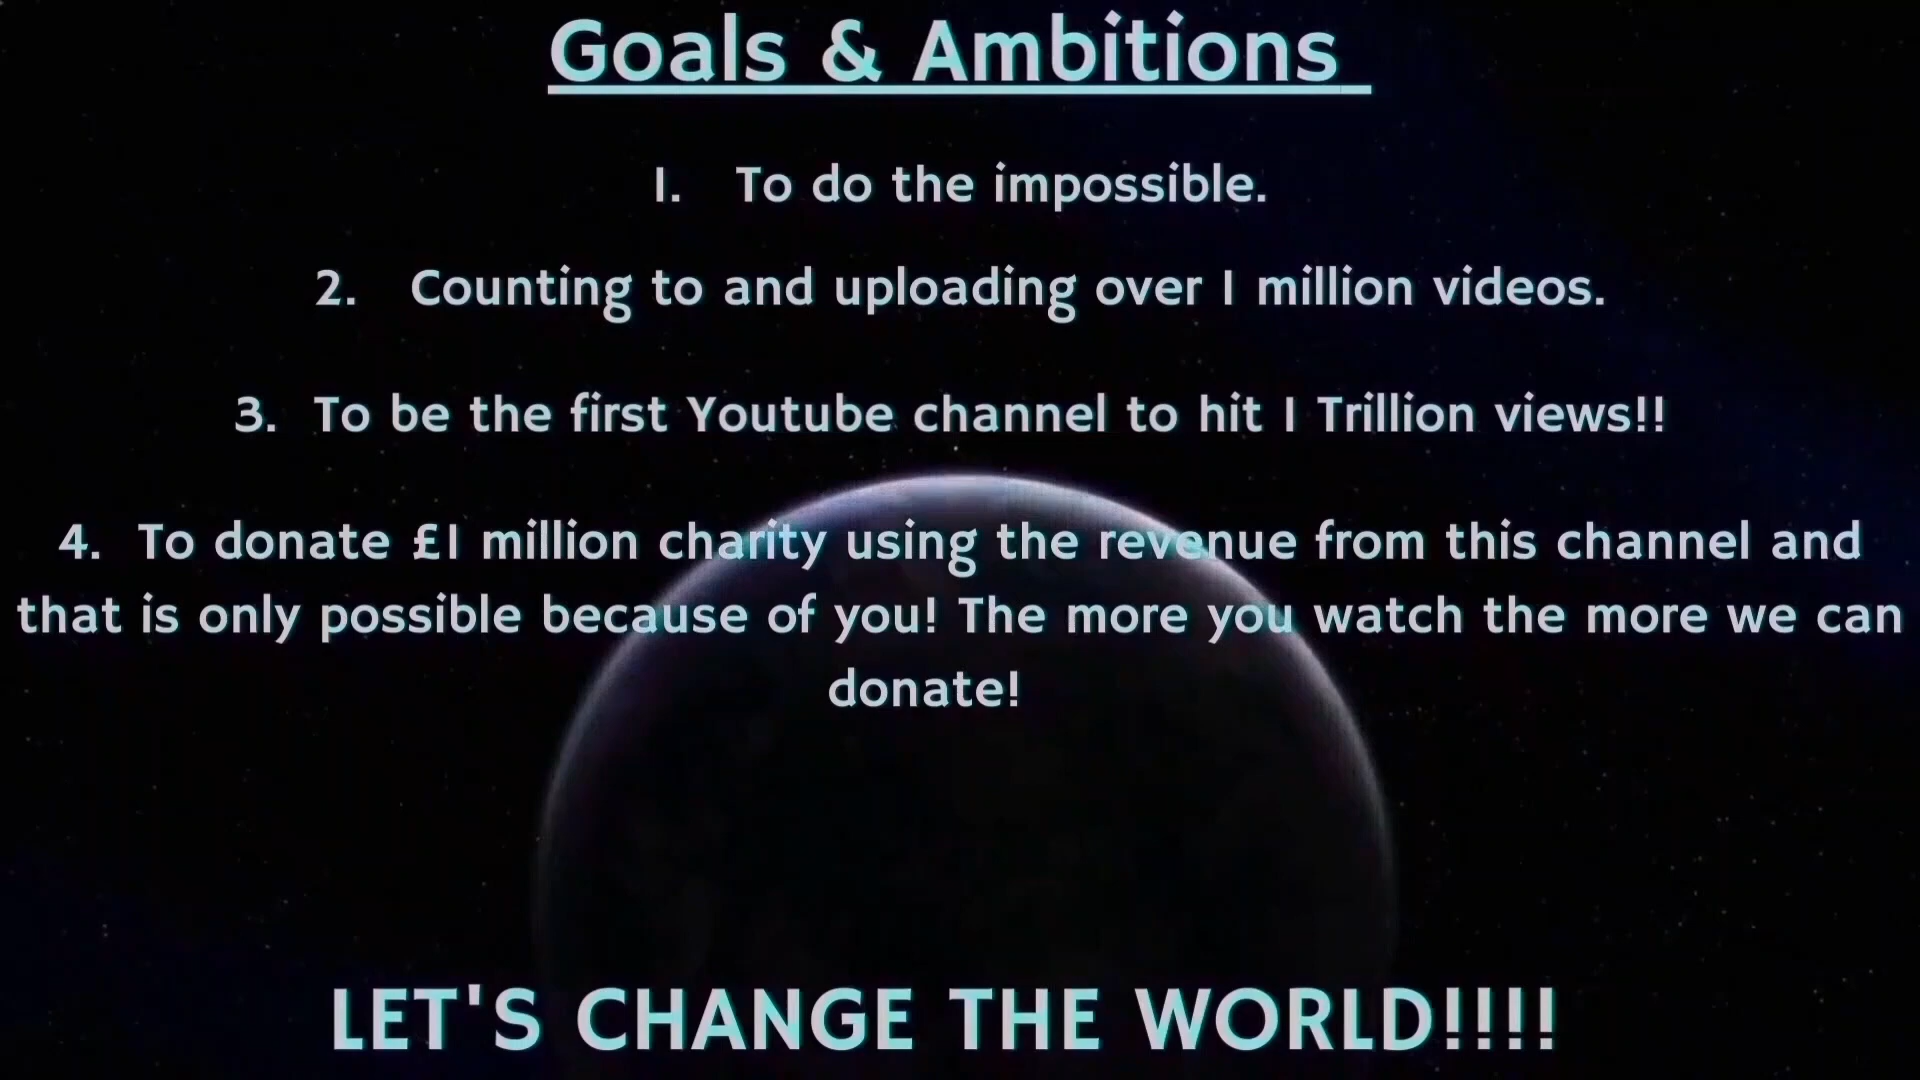 Goals & Ambitions
1. To do the impossible.
2. Counting to and uploading over 1 million videos.
3. To be the first Youtube channel to hit 1 Trillion views!!
4. To donate £1 million charity using the revenue from this channel and
that is only possible because of you! The more you watch the more we can
donate!
LET'S CHANGE THE WORLD!!!!